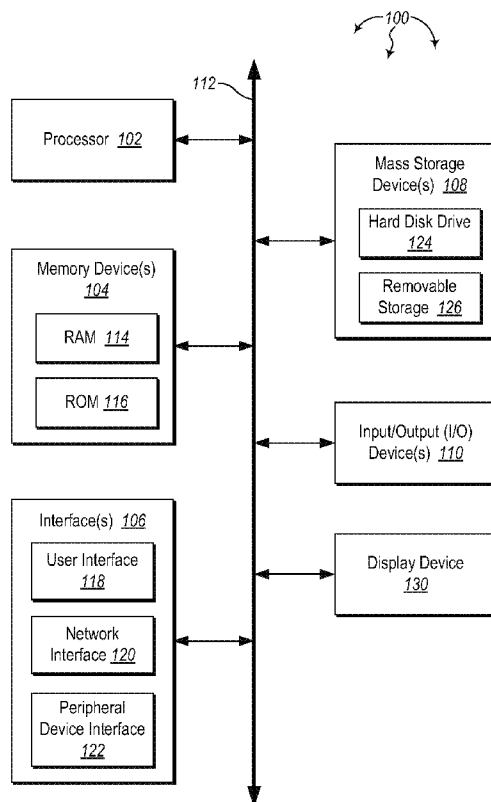 100
112
Processor 102
Memory Device(s)
104
RAM 114
ROM 116
Interface(s) 106
User Interface
118
Network
Interface 120
Peripheral
Device Interface
122
Mass Storage
Device(s) 108
Hard Disk Drive
124
Removable
Storage 126
Input/Output (I/O)
Device(s) 110
Display Device
130